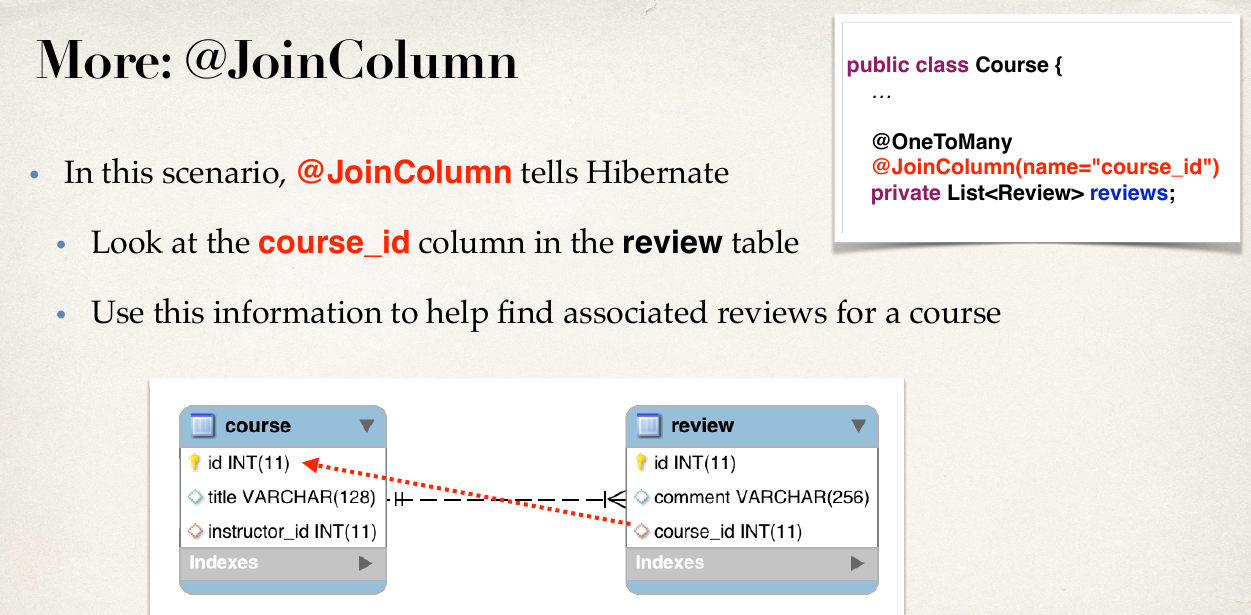 More: @JoinColumn
• In this scenario, @JoinColumn tells Hibernate
• Look at the course_id column in the review table
• Use this information to help find associated reviews for a course
public class Course {
…
@OneToMany
@JoinColumn(name="course_id")
private List<Review> reviews;
course
id INT(11)
title VARCHAR(128)
instructor_id INT(11)
Indexes
review
id INT(11)
comment VARCHAR(256)
course_id INT(11)
Indexes